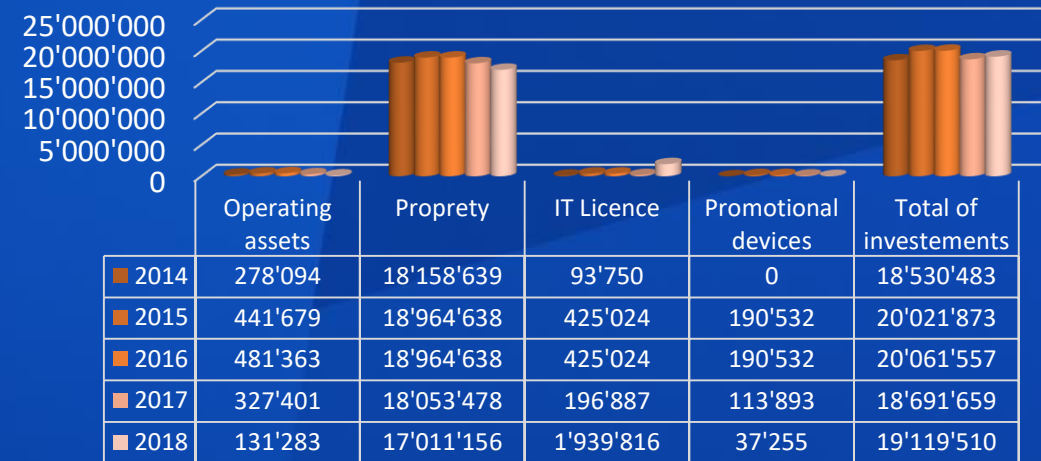 25'000'000
20'000'000
15'000'000
10'000'000
5'000'000
0
Operating assets Proprety IT Licence Promotional devices Total of investements
2014 278'094 18'158'639 93'750 0 18'530'483
2015 441'679 18'964'638 425'024 190'532 20'021'873
2016 481'363 18'964'638 425'024 190'532 20'061'557
2017 327'401 18'053'478 196'887 113'893 18'691'659
2018 131'283 17'011'156 1'939'816 37'255 19'119'510